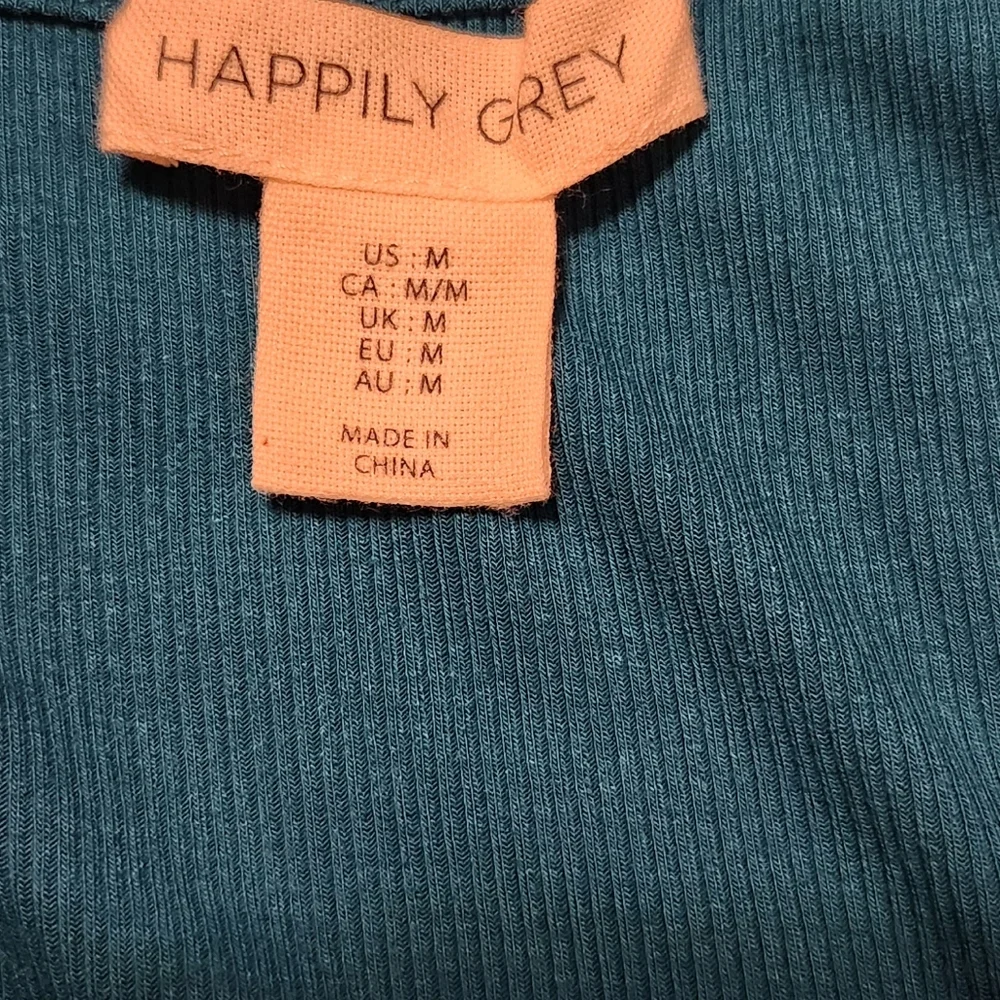 HAPPILY GREY
US : M
CA : M/M
UK : M
EU : M
AU : M
MADE IN
CHINA